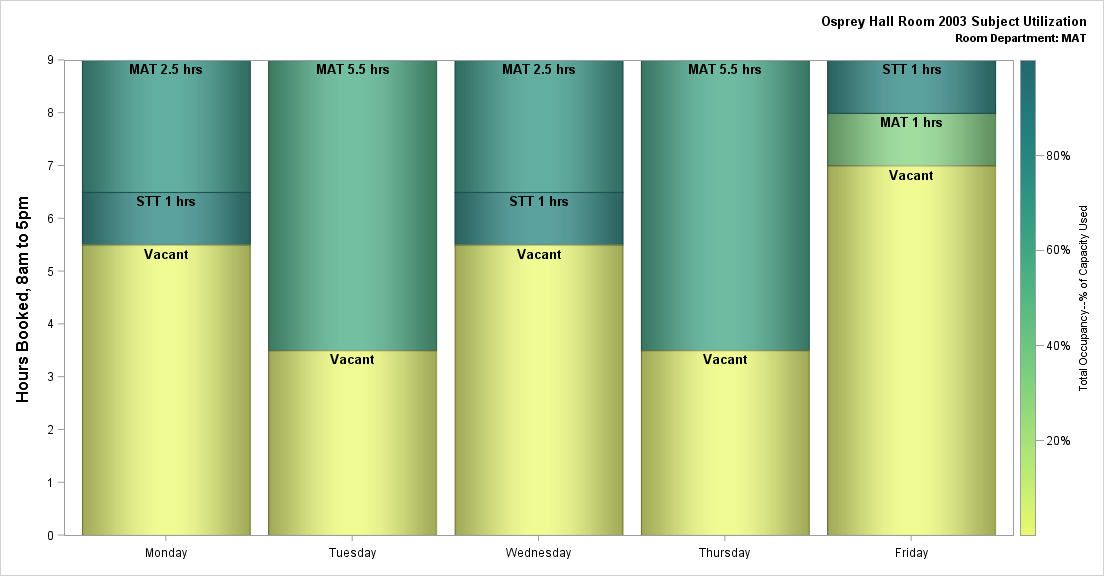 Osprey Hall Room 2003 Subject Utilization
Room Department: MAT
Hours Booked, 8am to 5pm
9
8
7
6
5
4
3
2
1
0
MAT 2.5 hrs
STT 1 hrs
Vacant
MAT 5.5 hrs
Vacant
MAT 2.5 hrs
STT 1 hrs
Vacant
MAT 5.5 hrs
Vacant
STT 1 hrs
MAT 1 hrs
Vacant
Monday
Tuesday
Wednesday
Thursday
Friday
80%
60%
40%
20%
Total Occupancy--% of Capacity Used